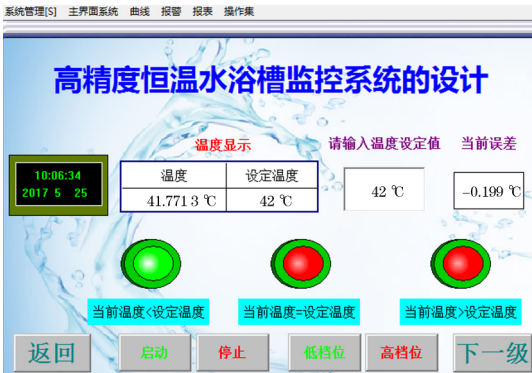 系统管理[S] 主界面系统 曲线 报警 报表 操作集
高精度恒温水浴槽监控系统的设计
温度显示 请输入温度设定值 当前误差
10:06:34
2017 5 25
温度 设定温度
41.771 3 ℃ 42 ℃
42 ℃
-0.199 ℃
当前温度<设定温度 当前温度=设定温度 当前温度>设定温度
返回 启动 停止 低档位 高档位 下一级